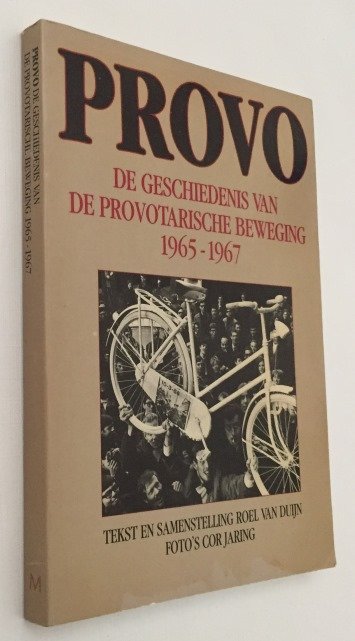 PROVO
DE GESCHIEDENIS VAN
DE PROVOTARISCHE BEWEGING
1965-1967
TEKST EN SAMENSTELLING ROEL VAN DUIJN
FOTO'S COR JARING
PROVO DE GESCHIEDENIS VAN
DE PROVOTARISCHE BEWEGING 1965-1967
M